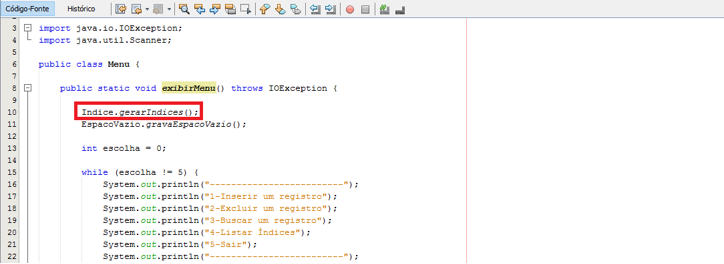 Código-Fonte Histórico
3 import java.io.IOException;
4 import java.util.Scanner;
5
6 public class Menu {
7
8 public static void exibirMenu() throws IOException {
9
10 Indice.gerarIndices();
11 EspacoVazio.gravaEspacoVazio();
12
13 int escolha = 0;
14
15 while (escolha != 5) {
16 System.out.println("-------------------------");
17 System.out.println("1-Inserir um registro");
18 System.out.println("2-Excluir um registro");
19 System.out.println("3-Buscar um registro");
20 System.out.println("4-Listar Índices");
21 System.out.println("5-Sair");
22 System.out.println("-------------------------");